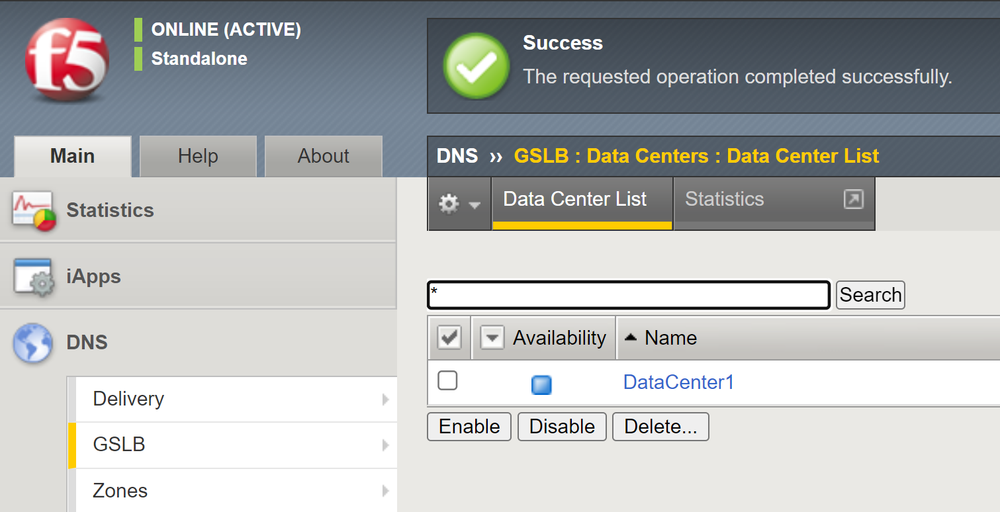 f5
ONLINE (ACTIVE)
Standalone
Success
The requested operation completed successfully.
Main
Help
About
DNS ›› GSLB : Data Centers : Data Center List
Data Center List
Statistics
Statistics
iApps
DNS
Delivery
GSLB
Zones
*
Search
Availability
Name
DataCenter1
Enable
Disable
Delete...